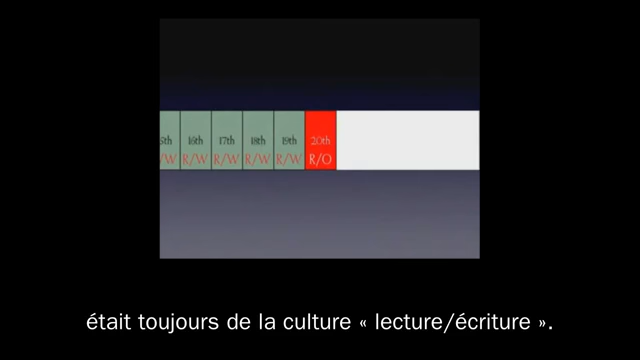 5th 16th 17th 18th 19th 20th
/W R/W R/W R/W R/W R/O
était toujours de la culture « lecture/écriture ».